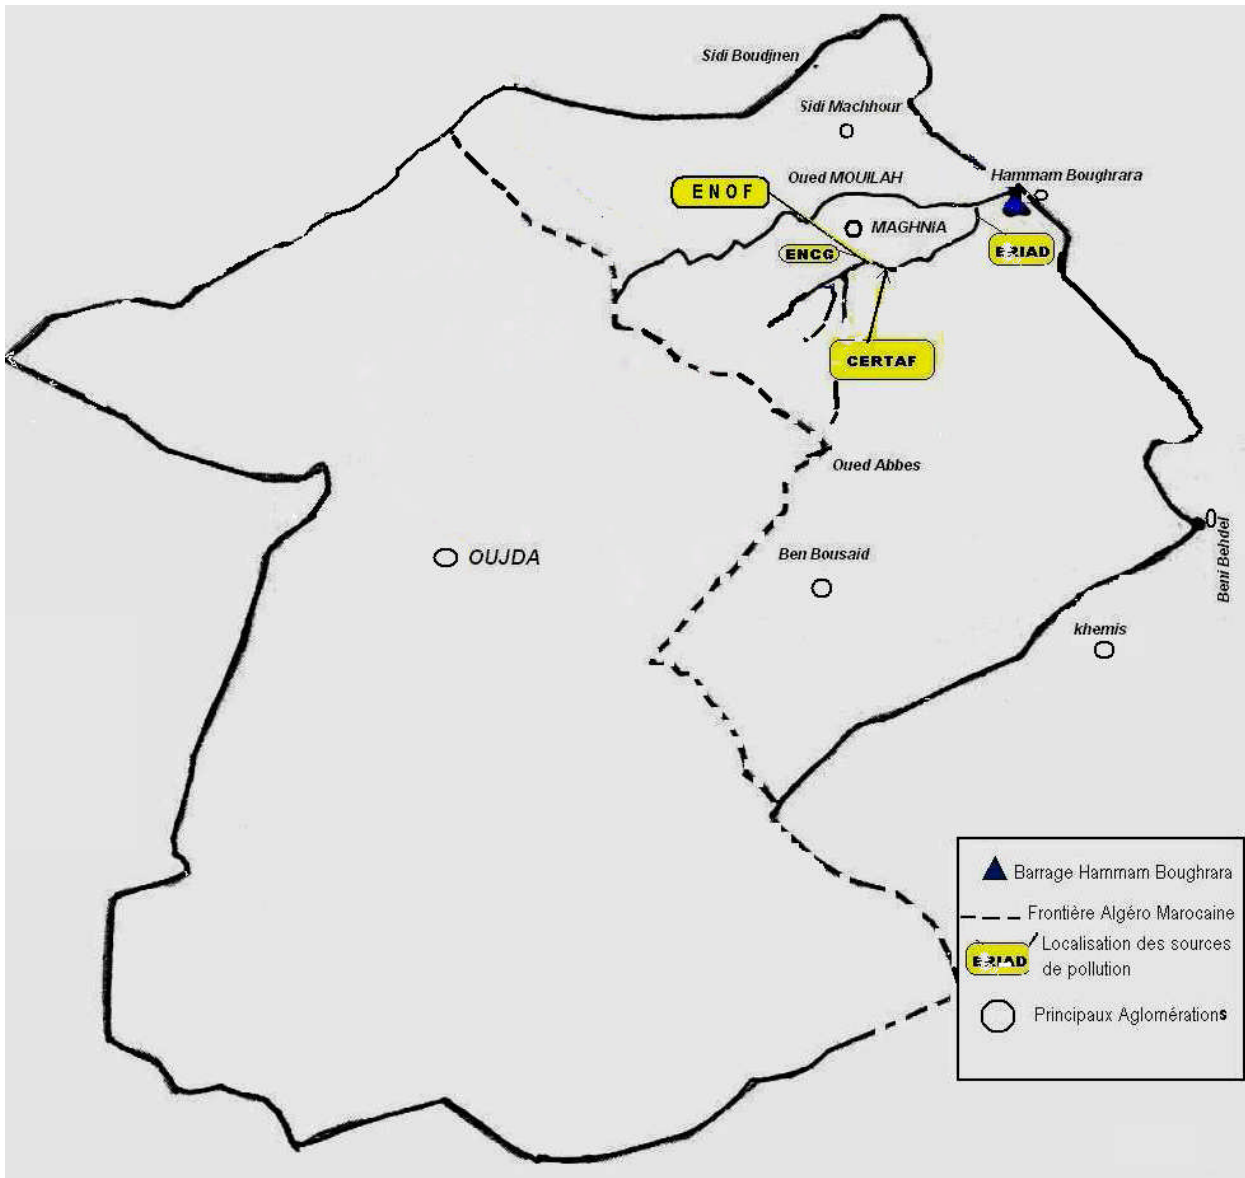 Sidi Boudjnen
Sidi Machhour
Hammam Boughrara
Oued MOUILAH
E N O F
MAGHNIA
ENCG
ERIAD
CERTAF
Oued Abbes
OUJDA
Ben Bousaid
Beni Behdel
khemis
Barrage Hammam Boughrara
Frontière Algéro Marocaine
ERIAD
Localisation des sources
de pollution
Principaux Aglomérations